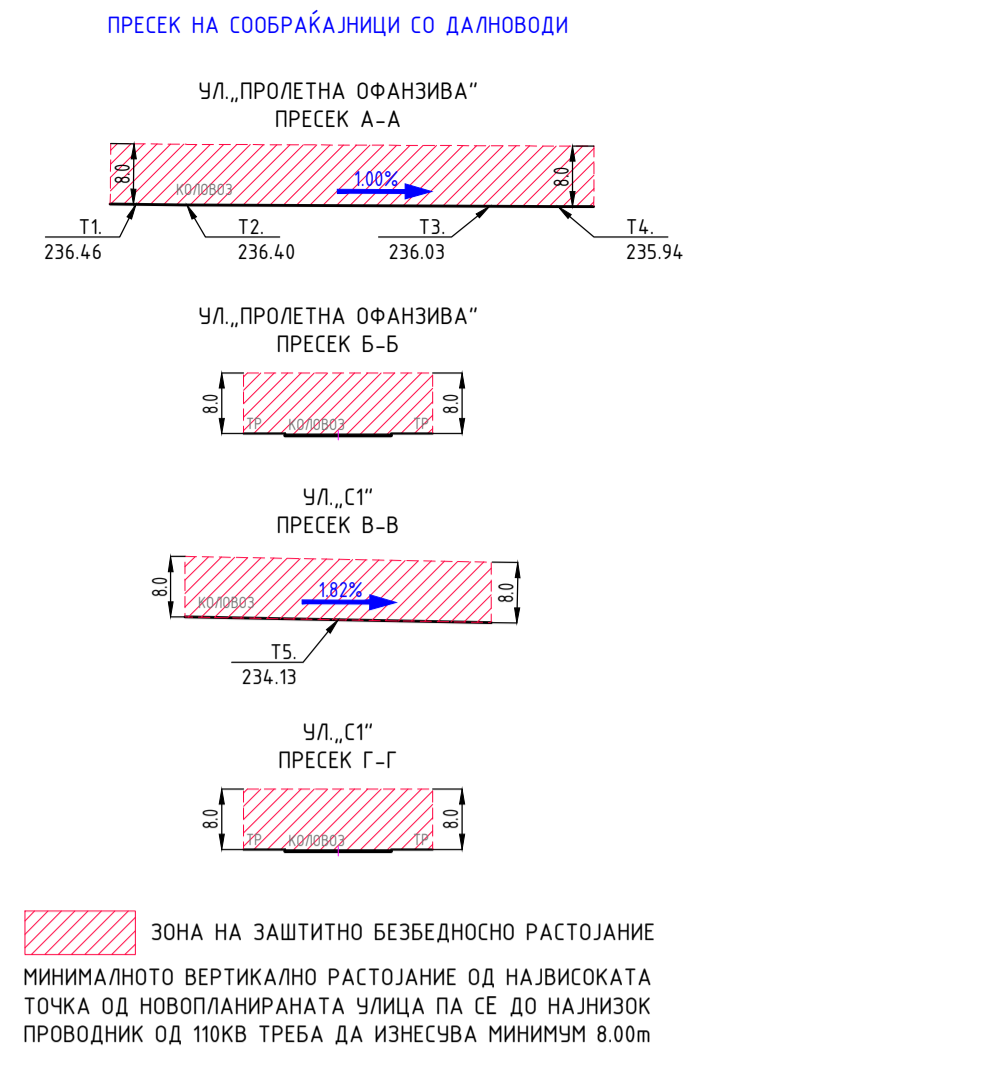 ПРЕСЕК НА СООБРАЌАЈНИЦИ СО ДАЛНОВОДИ
УЛ.„ПРОЛЕТНА ОФАНЗИВА“
ПРЕСЕК А-А
8.0
КОЛОВОЗ
1.00%
8.0
Т1.
236.46
Т2.
236.40
Т3.
236.03
Т4.
235.94
УЛ.„ПРОЛЕТНА ОФАНЗИВА“
ПРЕСЕК Б-Б
8.0
ТР
КОЛОВОЗ
ТР
8.0
УЛ.„С1“
ПРЕСЕК В-В
8.0
КОЛОВОЗ
1.82%
8.0
Т5.
234.13
УЛ.„С1“
ПРЕСЕК Г-Г
8.0
ТР
КОЛОВОЗ
ТР
8.0
ЗОНА НА ЗАШТИТНО БЕЗБЕДНОСНО РАСТОЈАНИЕ
МИНИМАЛНОТО ВЕРТИКАЛНО РАСТОЈАНИЕ ОД НАЈВИСОКАТА
ТОЧКА ОД НОВОПЛАНИРАНАТА УЛИЦА ПА СЕ ДО НАЈНИЗОК
ПРОВОДНИК ОД 110КВ ТРЕБА ДА ИЗНЕСУВА МИНИМУМ 8.00m